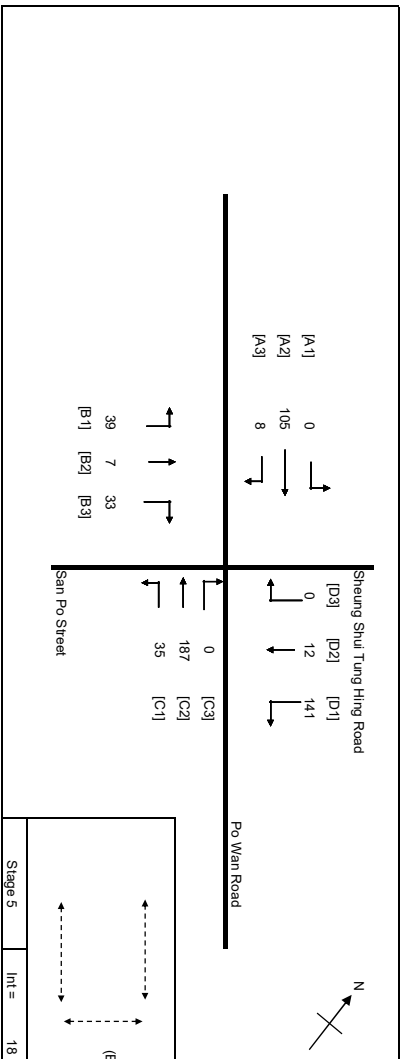 [A1] 0
[A2] 105
[A3] 8
[B1] 39
[B2] 7
[B3] 33
San Po Street
Sheung Shui Tung Hing Road
[D3] 0
[D2] 12
[D1] 141
0 [C3]
187 [C2]
35 [C1]
Po Wan Road
N
Stage 5
Int = 18